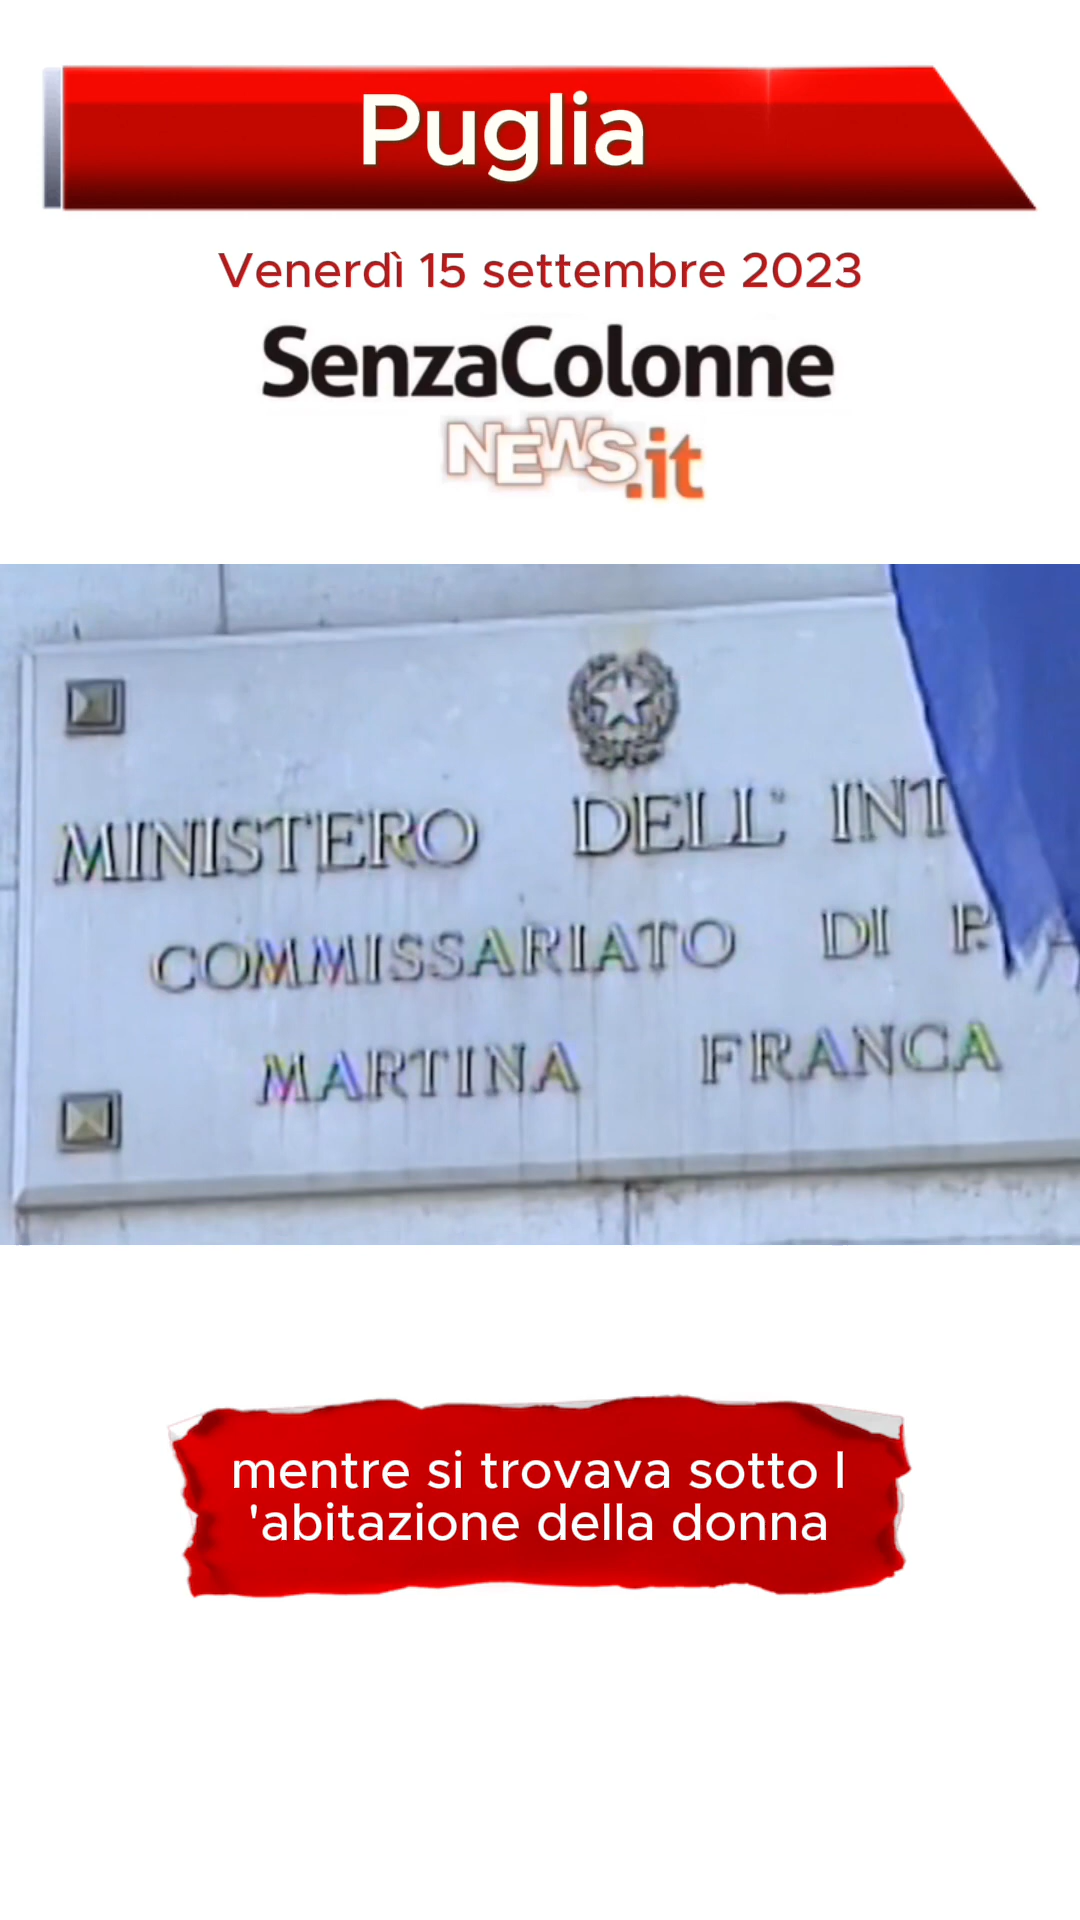 Puglia
Venerdì 15 settembre 2023
SenzaColonne
NEWS.it
MINISTERO DELL' INT
COMMISSARIATO DI P.
MARTINA FRANCA
mentre si trovava sotto l
'abitazione della donna